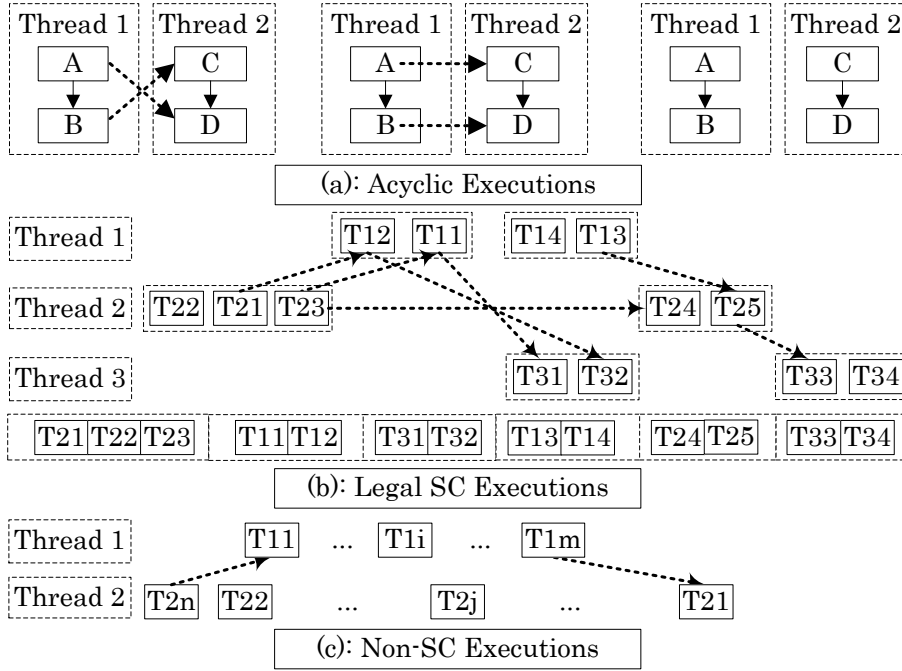 Thread 1 Thread 2 Thread 1 Thread 2 Thread 1 Thread 2
A C A C A C
B D B D B D
(a): Acyclic Executions
Thread 1 T12 T11 T14 T13
Thread 2 T22 T21 T23 T24 T25
Thread 3 T31 T32 T33 T34
T21 T22 T23 T11 T12 T31 T32 T13 T14 T24 T25 T33 T34
(b): Legal SC Executions
Thread 1 T11 ... T1i ... T1m
Thread 2 T2n T22 ... T2j ... T21
(c): Non-SC Executions